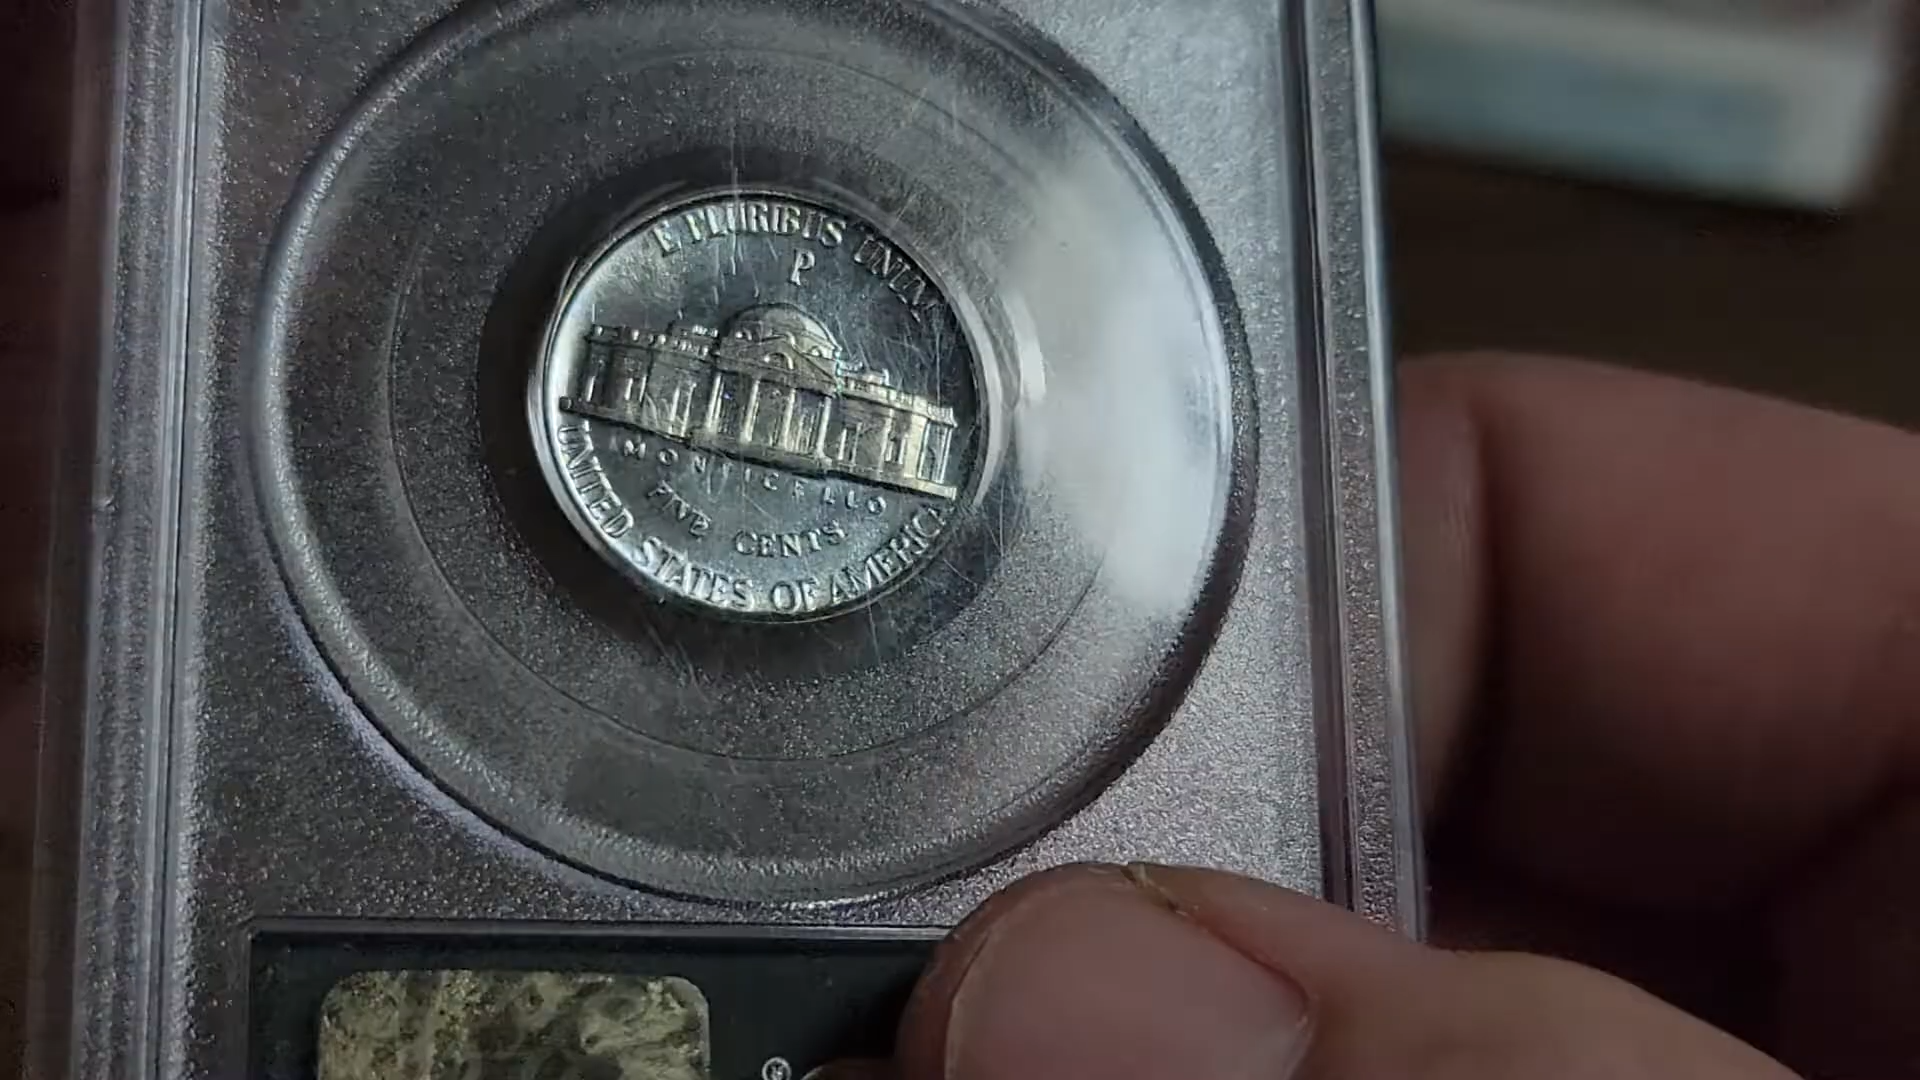 E PLURIBUS UNUM
P
MONTICELLO
FIVE CENTS
UNITED STATES OF AMERICA
®